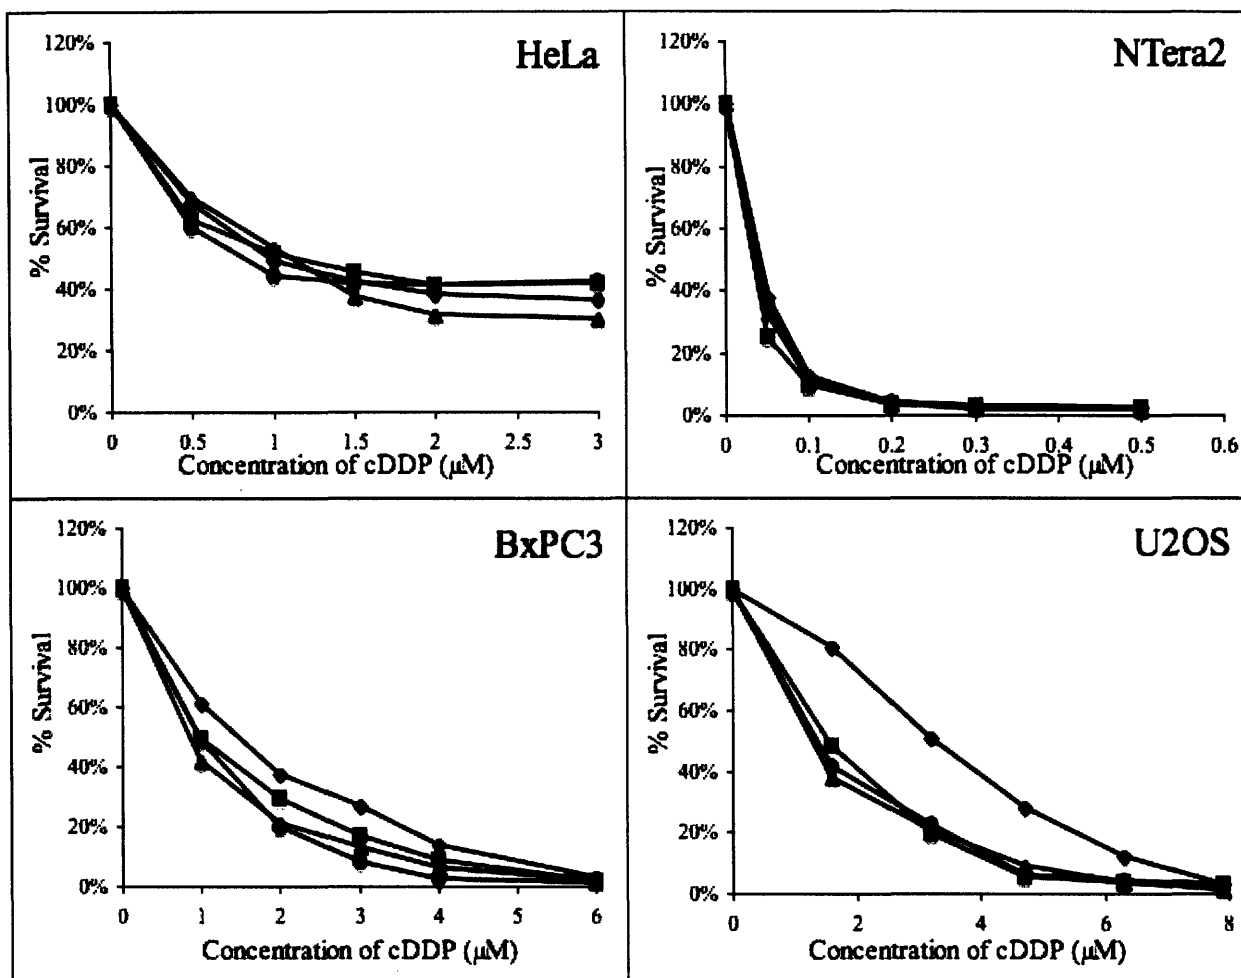 HeLa
120%
100%
80%
60%
40%
20%
0%
% Survival
0 0.5 1 1.5 2 2.5 3
Concentration of cDDP (μM)
NTera2
120%
100%
80%
60%
40%
20%
0%
% Survival
0 0.1 0.2 0.3 0.4 0.5 0.6
Concentration of cDDP (μM)
BxPC3
120%
100%
80%
60%
40%
20%
0%
% Survival
0 1 2 3 4 5 6
Concentration of cDDP (μM)
U2OS
120%
100%
80%
60%
40%
20%
0%
% Survival
0 2 4 6 8
Concentration of cDDP (μM)